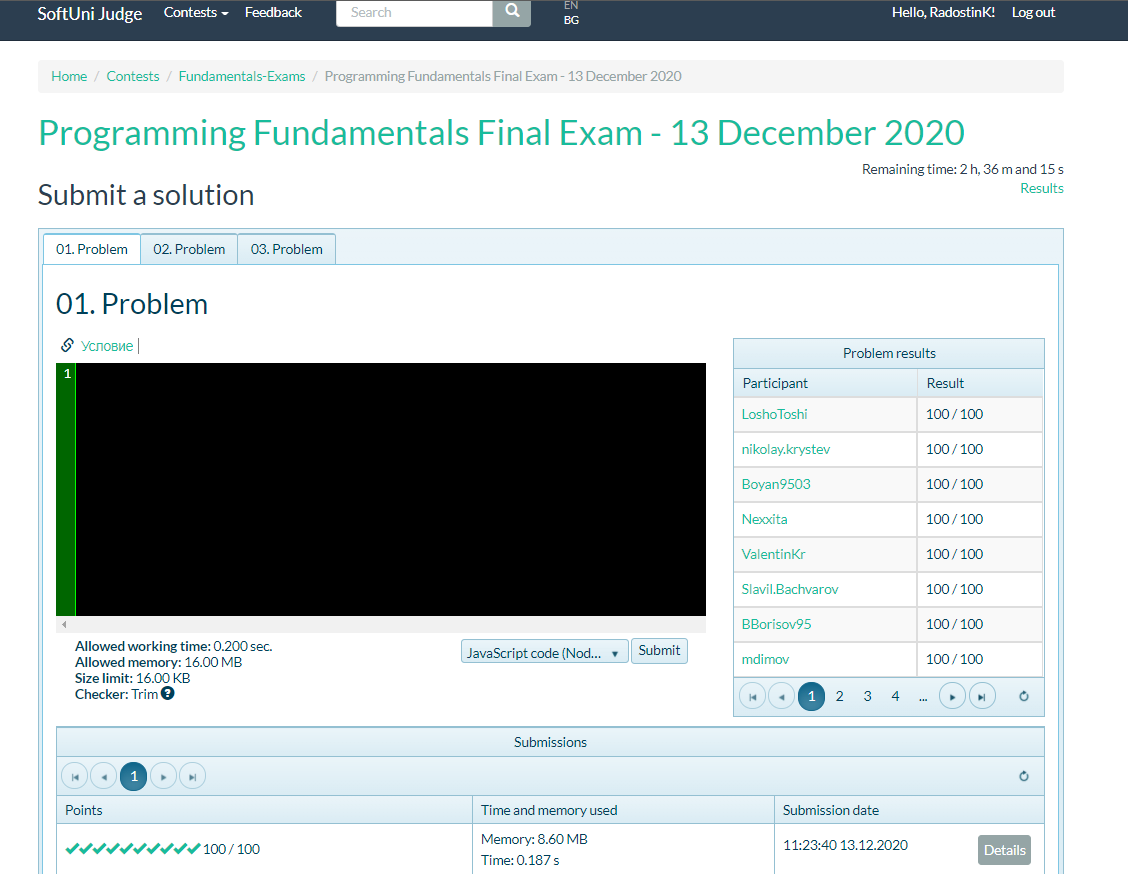 SoftUni Judge Contests Feedback Search EN BG Hello, RadostinK! Log out
Home / Contests / Fundamentals-Exams / Programming Fundamentals Final Exam - 13 December 2020
Programming Fundamentals Final Exam - 13 December 2020
Remaining time: 2 h, 36 m and 15 s
Results
Submit a solution
01. Problem 02. Problem 03. Problem
01. Problem
Условие |
1
Allowed working time: 0.200 sec.
Allowed memory: 16.00 MB
Size limit: 16.00 KB
Checker: Trim ?
JavaScript code (Nod... Submit
Problem results
Participant Result
LoshoToshi 100 / 100
nikolay.krystev 100 / 100
Boyan9503 100 / 100
Nexxita 100 / 100
ValentinKr 100 / 100
Slavil.Bachvarov 100 / 100
BBorisov95 100 / 100
mdimov 100 / 100
1 2 3 4 ...
Submissions
1
Points Time and memory used Submission date
100 / 100 Memory: 8.60 MB 11:23:40 13.12.2020 Details
Time: 0.187 s